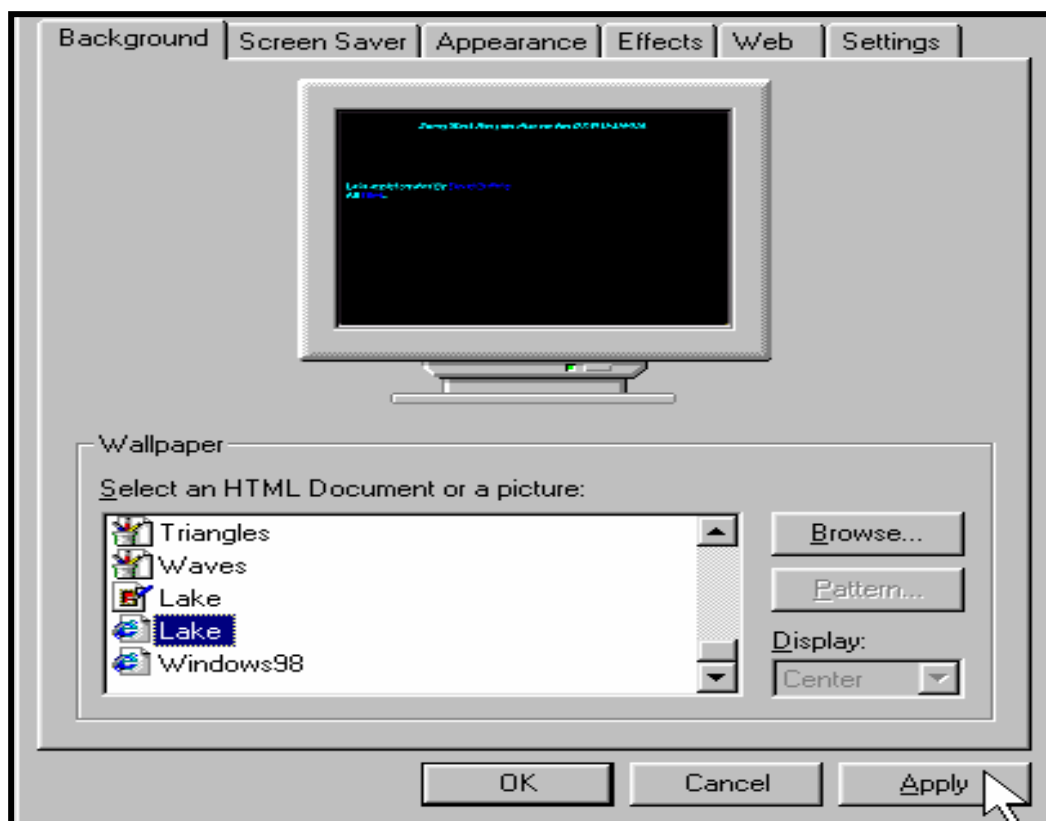 Background Screen Saver Appearance Effects Web Settings
Wallpaper
Select an HTML Document or a picture:
Triangles
Waves
Lake
Lake
Windows98
Browse...
Pattern...
Display:
Center
OK Cancel Apply